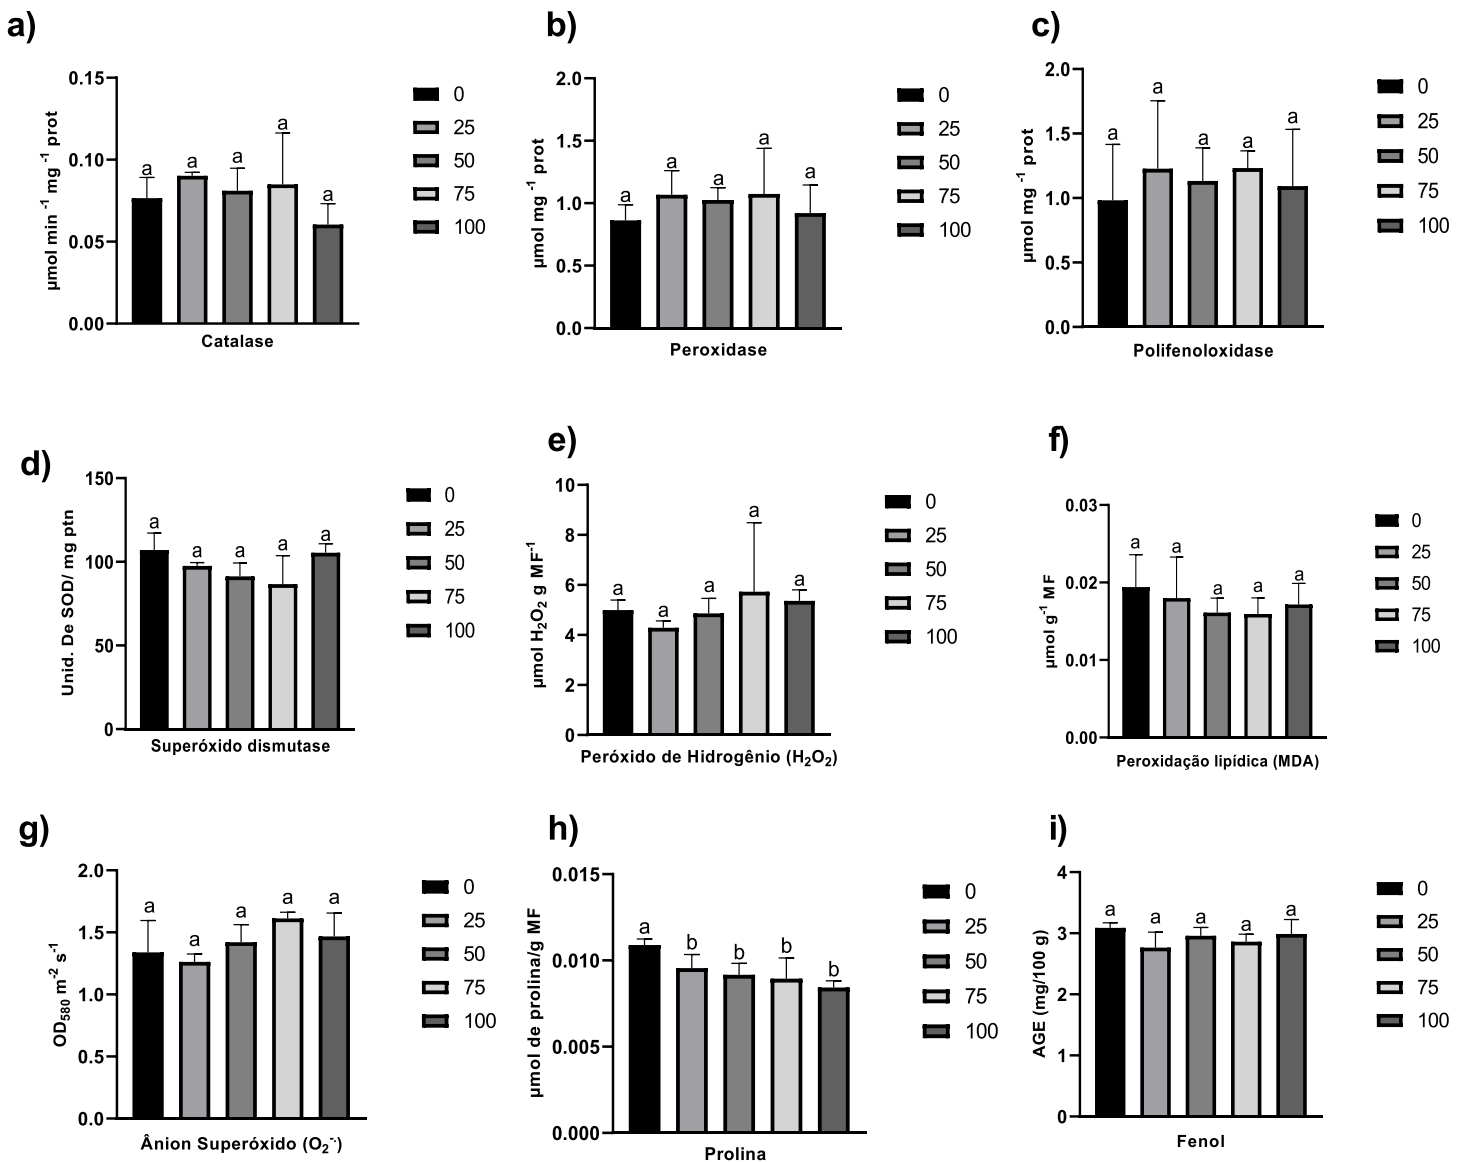 a)
0.15
0.10
0.05
0.00
µmol min -1 mg -1 prot
a a a a a
Catalase
0
25
50
75
100
b)
2.0
1.5
1.0
0.5
0.0
µmol mg -1 prot
a a a a a
Peroxidase
0
25
50
75
100
c)
2.0
1.5
1.0
0.5
0.0
µmol mg -1 prot
a a a a a
Polifenoloxidase
0
25
50
75
100
d)
150
100
50
0
Unid. De SOD/ mg ptn
a a a a a
Superóxido dismutase
0
25
50
75
100
e)
10
8
6
4
2
0
µmol H2O2 g MF-1
a a a a a
Peróxido de Hidrogênio (H2O2)
0
25
50
75
100
f)
0.03
0.02
0.01
0.00
µmol g-1 MF
a a a a a
Peroxidação lipídica (MDA)
0
25
50
75
100
g)
2.0
1.5
1.0
0.5
0.0
OD580 m-2 s-1
a a a a a
Ânion Superóxido (O2-·)
0
25
50
75
100
h)
0.015
0.010
0.005
0.000
µmol de prolina/g MF
a b b b b
Prolina
0
25
50
75
100
i)
4
3
2
1
0
AGE (mg/100 g)
a a a a a
Fenol
0
25
50
75
100